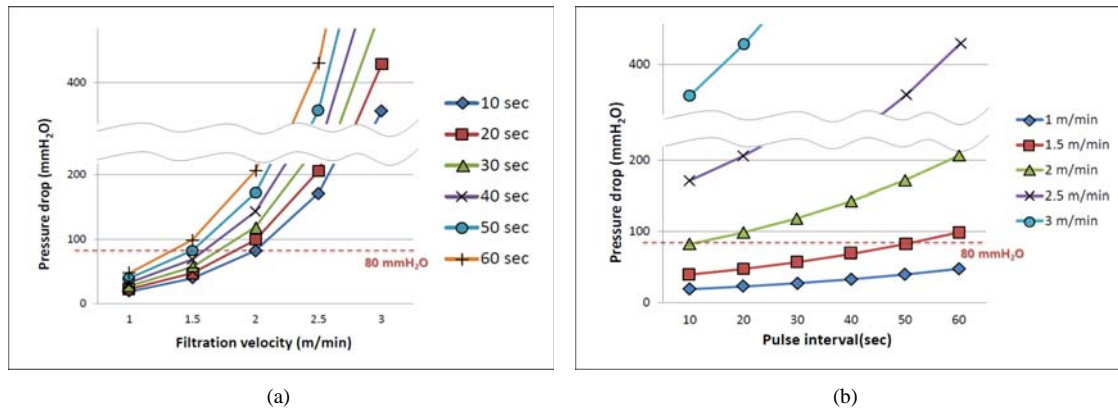 Pressure drop (mmH2O)
400
200
100
0
80 mmH2O
1 1.5 2 2.5 3
Filtration velocity (m/min)
10 sec
20 sec
30 sec
40 sec
50 sec
60 sec
(a)
Pressure drop (mmH2O)
400
200
100
0
80 mmH2O
10 20 30 40 50 60
Pulse interval(sec)
1 m/min
1.5 m/min
2 m/min
2.5 m/min
3 m/min
(b)